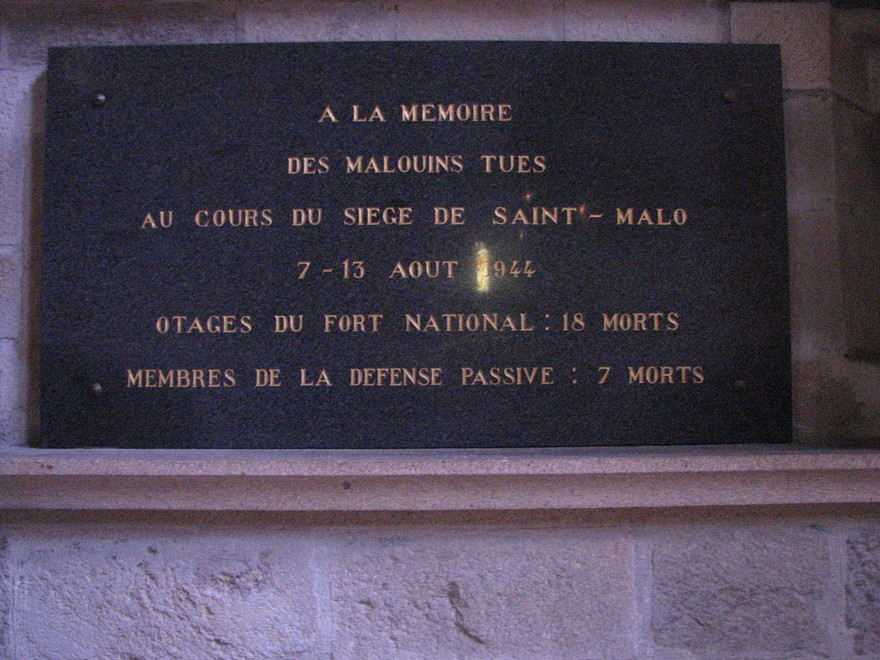 A LA MEMOIRE
DES MALOUINS TUES
AU COURS DU SIEGE DE SAINT - MALO
7 - 13 AOUT 1944
OTAGES DU FORT NATIONAL : 18 MORTS
MEMBRES DE LA DEFENSE PASSIVE : 7 MORTS